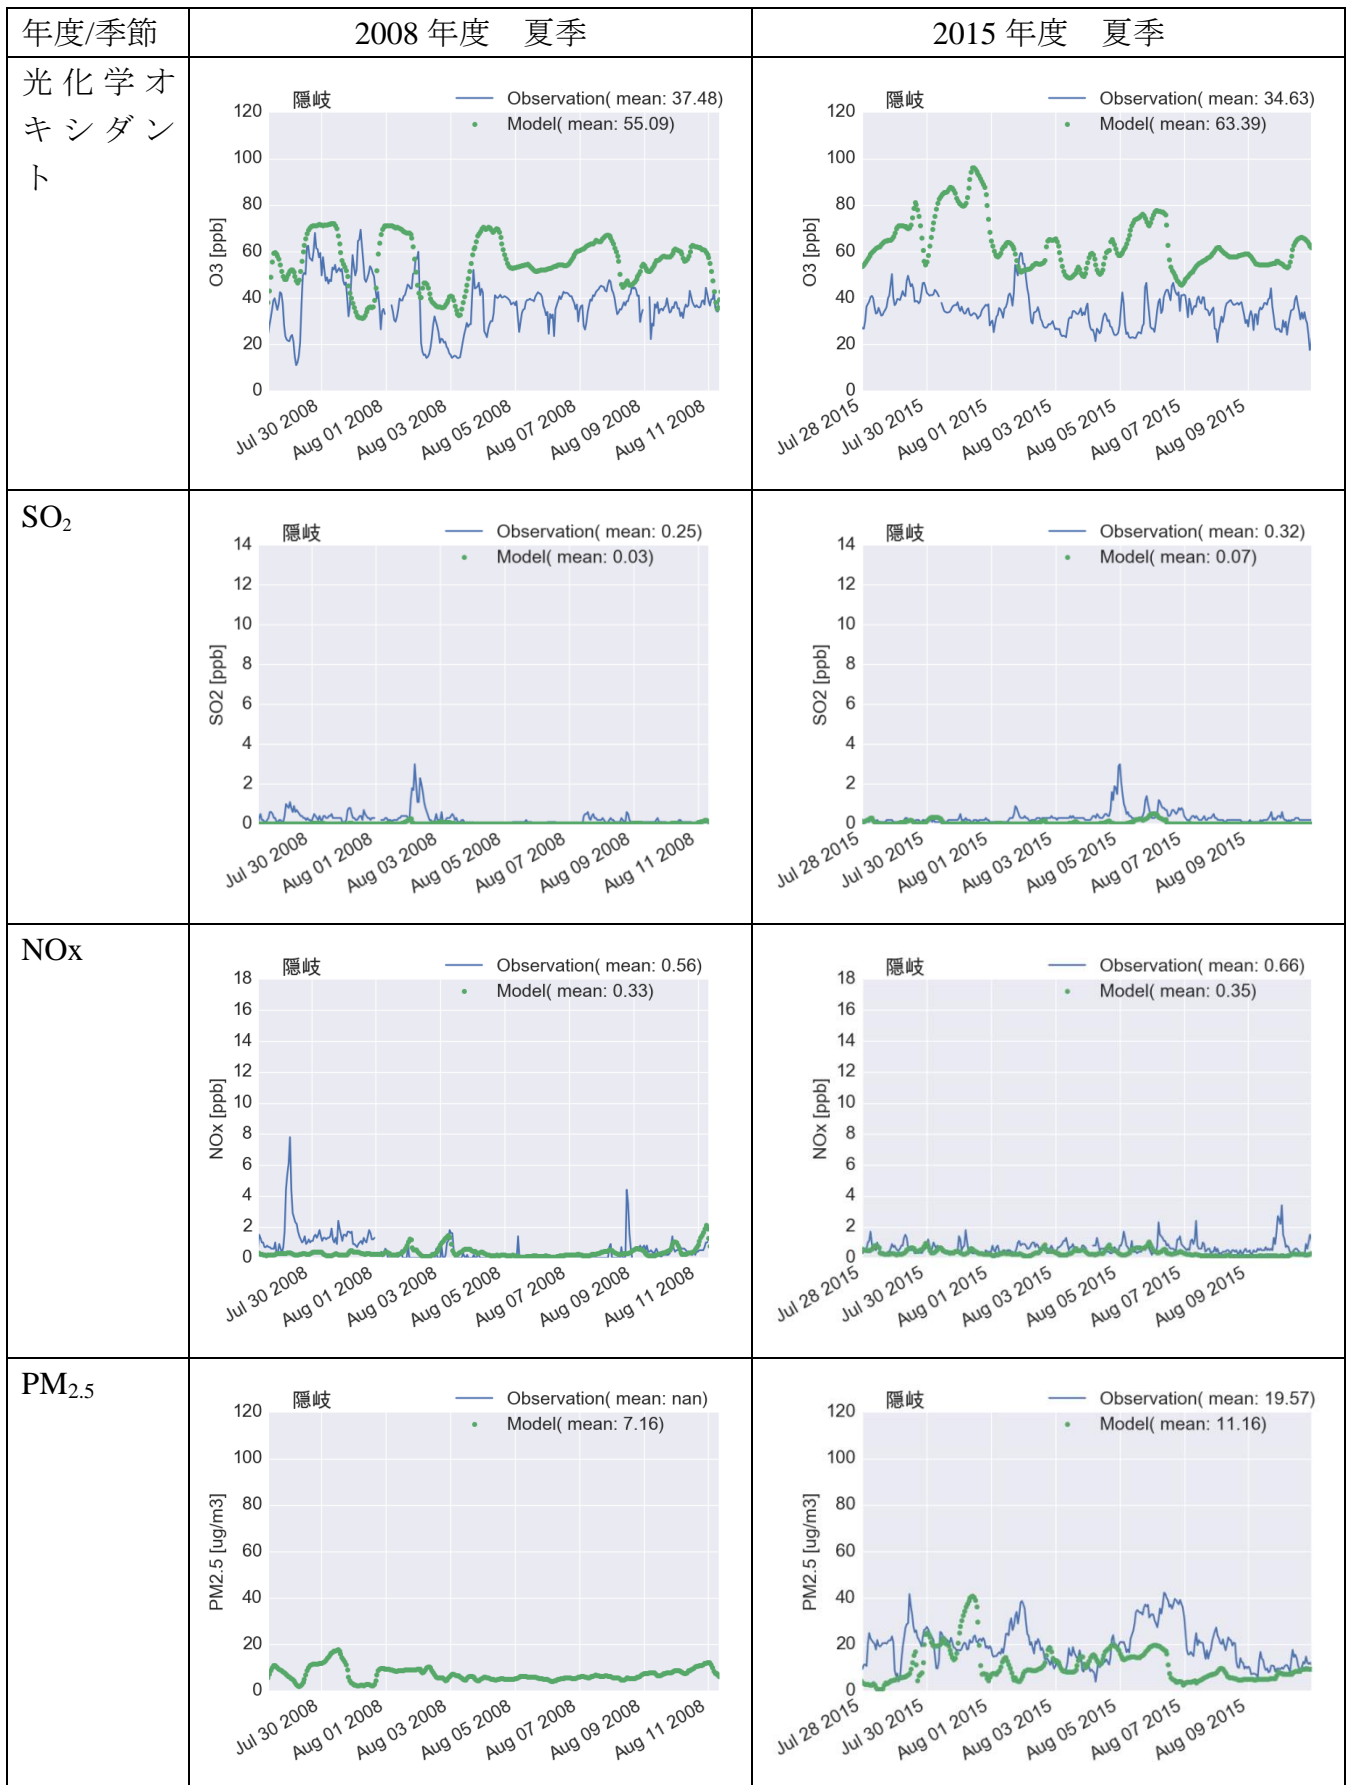 年度/季節
2008 年度　夏季
2015 年度　夏季
光化学オ
キシダン
ト
隠岐
Observation( mean: 37.48)
Model( mean: 55.09)
120
100
80
60
40
20
0
O3 [ppb]
Jul 30 2008
Aug 01 2008
Aug 03 2008
Aug 05 2008
Aug 07 2008
Aug 09 2008
Aug 11 2008
隠岐
Observation( mean: 34.63)
Model( mean: 63.39)
120
100
80
60
40
20
0
O3 [ppb]
Jul 28 2015
Jul 30 2015
Aug 01 2015
Aug 03 2015
Aug 05 2015
Aug 07 2015
Aug 09 2015
SO₂
隠岐
Observation( mean: 0.25)
Model( mean: 0.03)
14
12
10
8
6
4
2
0
SO2 [ppb]
Jul 30 2008
Aug 01 2008
Aug 03 2008
Aug 05 2008
Aug 07 2008
Aug 09 2008
Aug 11 2008
隠岐
Observation( mean: 0.32)
Model( mean: 0.07)
14
12
10
8
6
4
2
0
SO2 [ppb]
Jul 28 2015
Jul 30 2015
Aug 01 2015
Aug 03 2015
Aug 05 2015
Aug 07 2015
Aug 09 2015
NOx
隠岐
Observation( mean: 0.56)
Model( mean: 0.33)
18
16
14
12
10
8
6
4
2
0
NOx [ppb]
Jul 30 2008
Aug 01 2008
Aug 03 2008
Aug 05 2008
Aug 07 2008
Aug 09 2008
Aug 11 2008
隠岐
Observation( mean: 0.66)
Model( mean: 0.35)
18
16
14
12
10
8
6
4
2
0
NOx [ppb]
Jul 28 2015
Jul 30 2015
Aug 01 2015
Aug 03 2015
Aug 05 2015
Aug 07 2015
Aug 09 2015
PM₂.₅
隠岐
Observation( mean: nan)
Model( mean: 7.16)
120
100
80
60
40
20
0
PM2.5 [ug/m3]
Jul 30 2008
Aug 01 2008
Aug 03 2008
Aug 05 2008
Aug 07 2008
Aug 09 2008
Aug 11 2008
隠岐
Observation( mean: 19.57)
Model( mean: 11.16)
120
100
80
60
40
20
0
PM2.5 [ug/m3]
Jul 28 2015
Jul 30 2015
Aug 01 2015
Aug 03 2015
Aug 05 2015
Aug 07 2015
Aug 09 2015